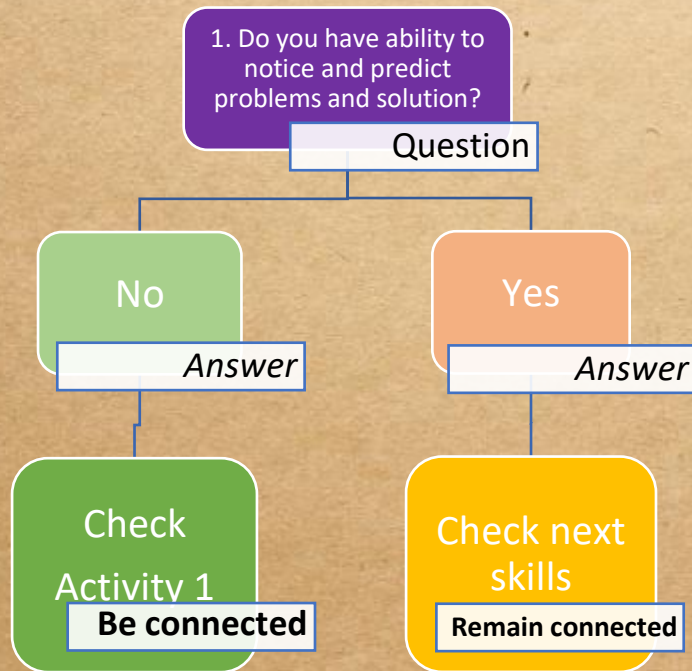 1. Do you have ability to
notice and predict
problems and solution?
Question
No
Answer
Yes
Answer
Check
Activity 1
Be connected
Check next
skills
Remain connected